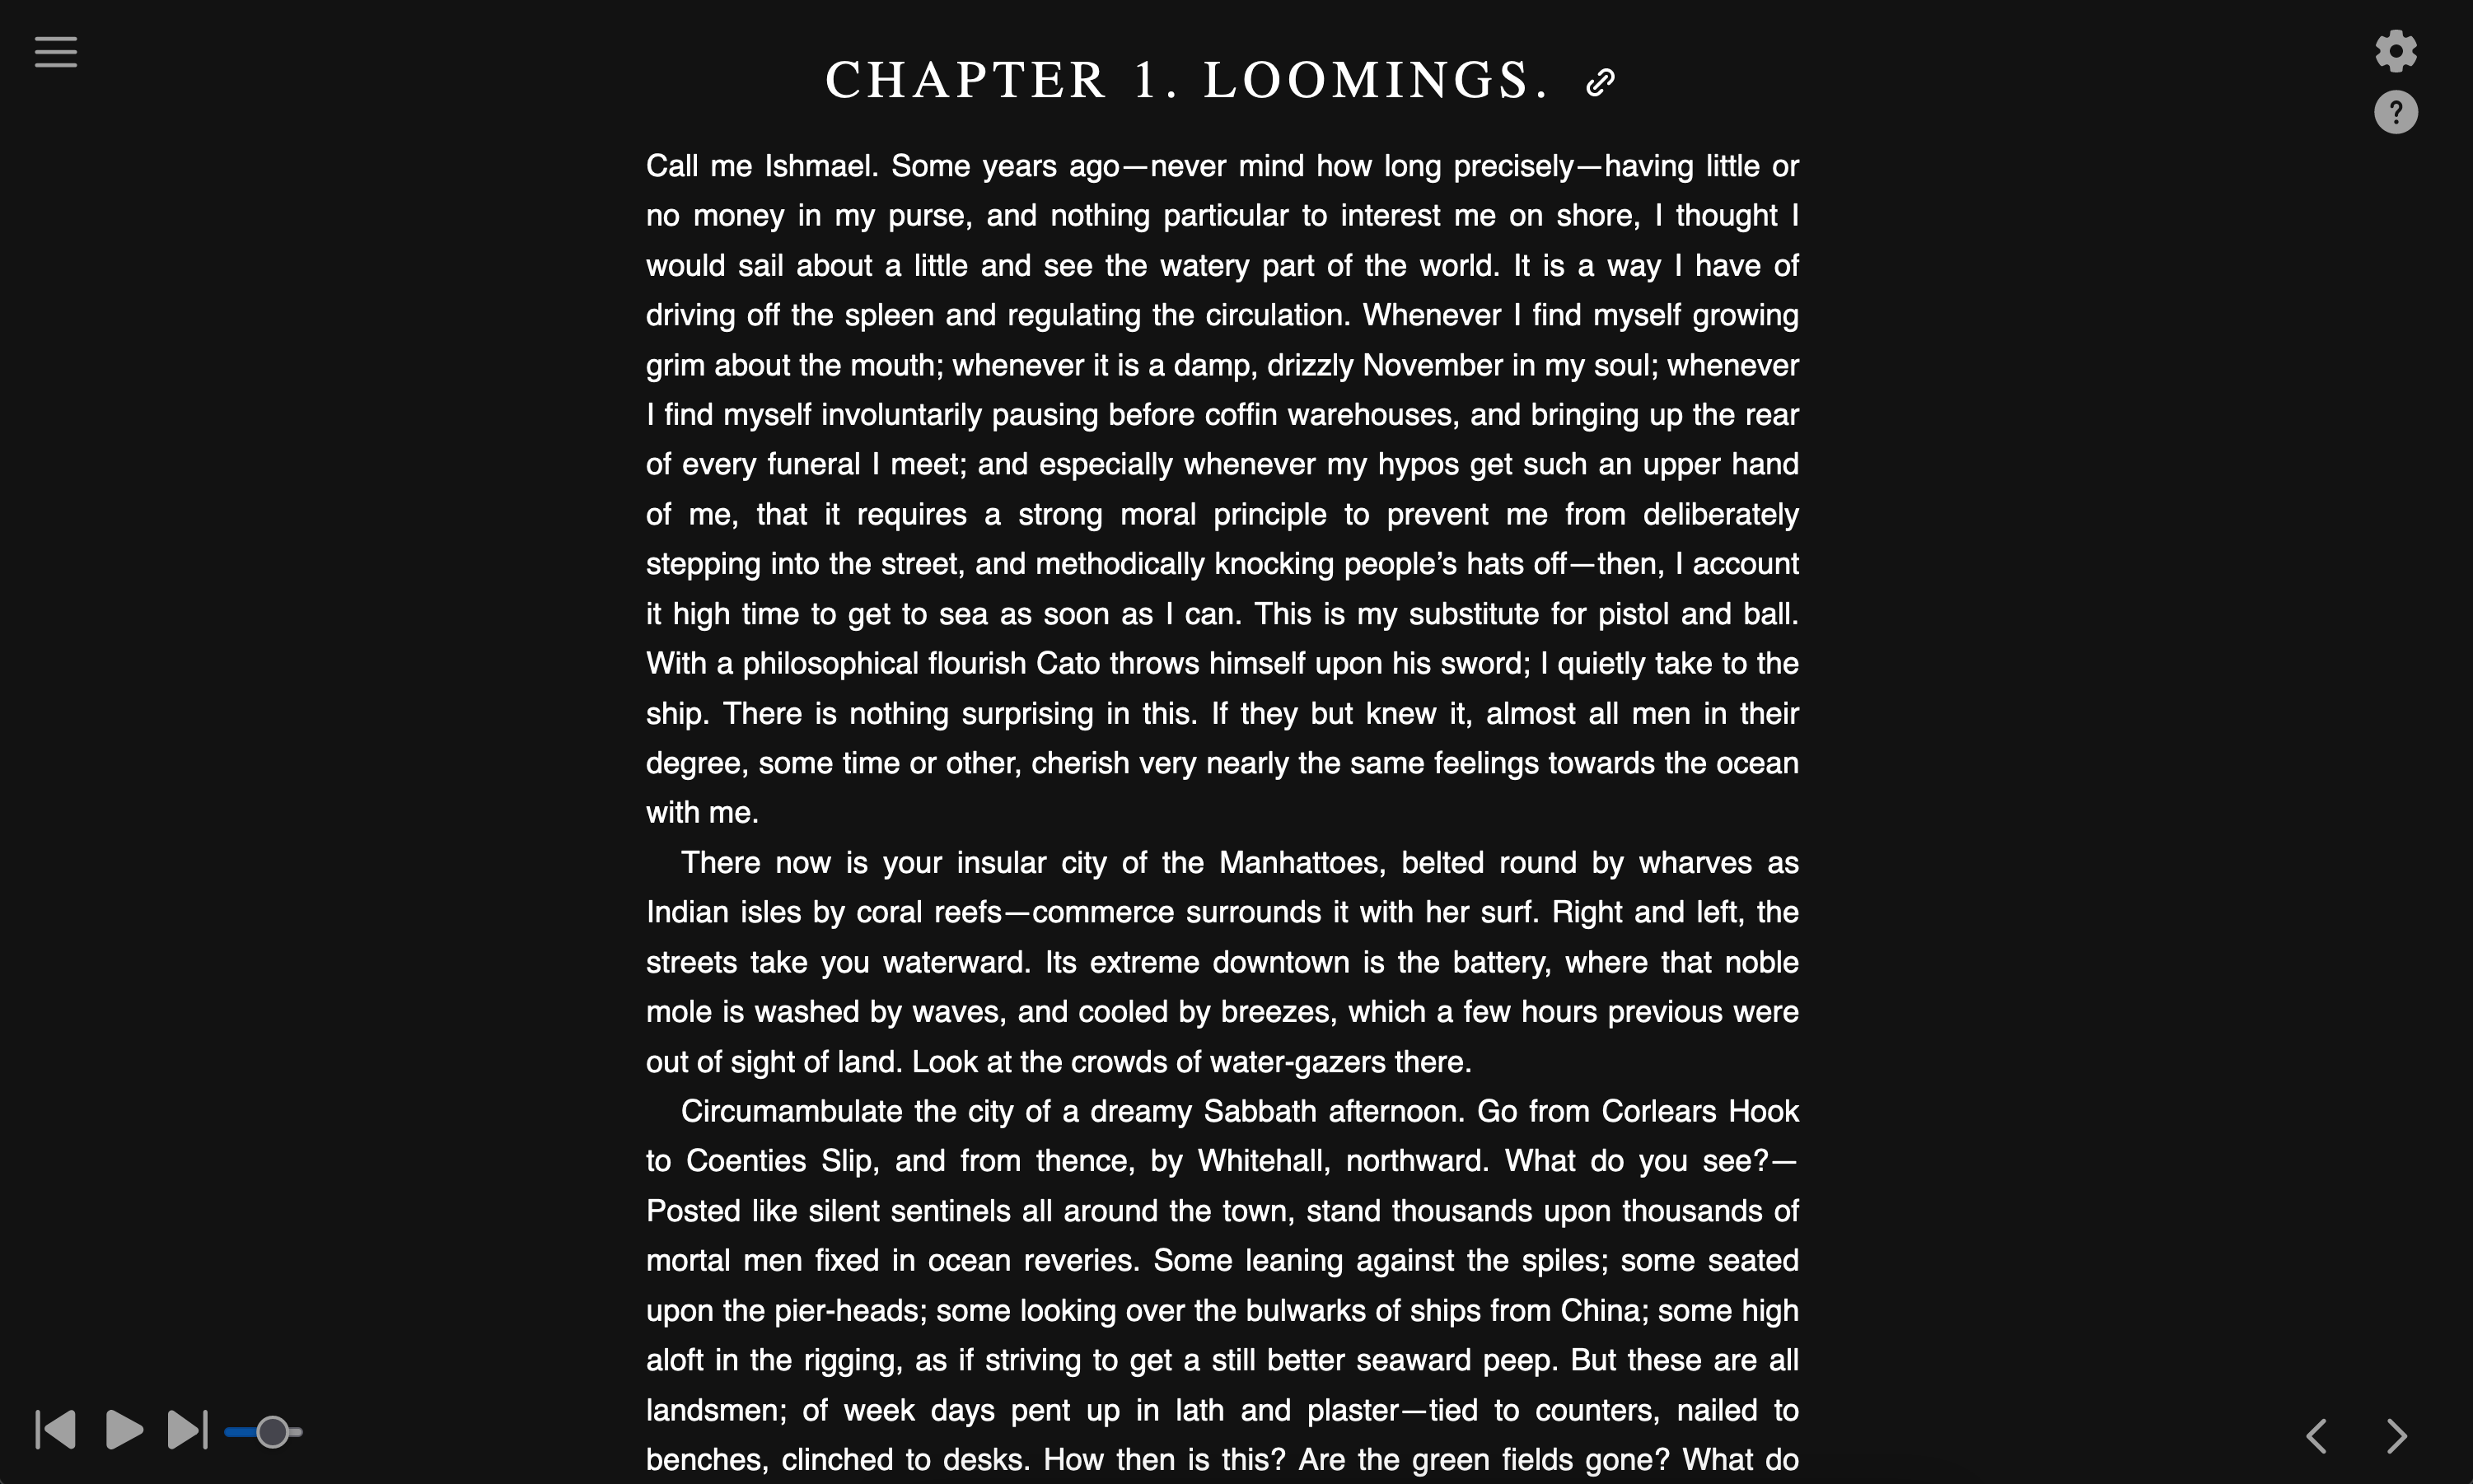 CHAPTER 1. LOOMINGS.
?
Call me Ishmael. Some years ago—never mind how long precisely—having little or
no money in my purse, and nothing particular to interest me on shore, I thought I
would sail about a little and see the watery part of the world. It is a way I have of
driving off the spleen and regulating the circulation. Whenever I find myself growing
grim about the mouth; whenever it is a damp, drizzly November in my soul; whenever
I find myself involuntarily pausing before coffin warehouses, and bringing up the rear
of every funeral I meet; and especially whenever my hypos get such an upper hand
of me, that it requires a strong moral principle to prevent me from deliberately
stepping into the street, and methodically knocking people’s hats off—then, I account
it high time to get to sea as soon as I can. This is my substitute for pistol and ball.
With a philosophical flourish Cato throws himself upon his sword; I quietly take to the
ship. There is nothing surprising in this. If they but knew it, almost all men in their
degree, some time or other, cherish very nearly the same feelings towards the ocean
with me.
There now is your insular city of the Manhattoes, belted round by wharves as
Indian isles by coral reefs—commerce surrounds it with her surf. Right and left, the
streets take you waterward. Its extreme downtown is the battery, where that noble
mole is washed by waves, and cooled by breezes, which a few hours previous were
out of sight of land. Look at the crowds of water-gazers there.
Circumambulate the city of a dreamy Sabbath afternoon. Go from Corlears Hook
to Coenties Slip, and from thence, by Whitehall, northward. What do you see?—
Posted like silent sentinels all around the town, stand thousands upon thousands of
mortal men fixed in ocean reveries. Some leaning against the spiles; some seated
upon the pier-heads; some looking over the bulwarks of ships from China; some high
aloft in the rigging, as if striving to get a still better seaward peep. But these are all
landsmen; of week days pent up in lath and plaster—tied to counters, nailed to
benches, clinched to desks. How then is this? Are the green fields gone? What do